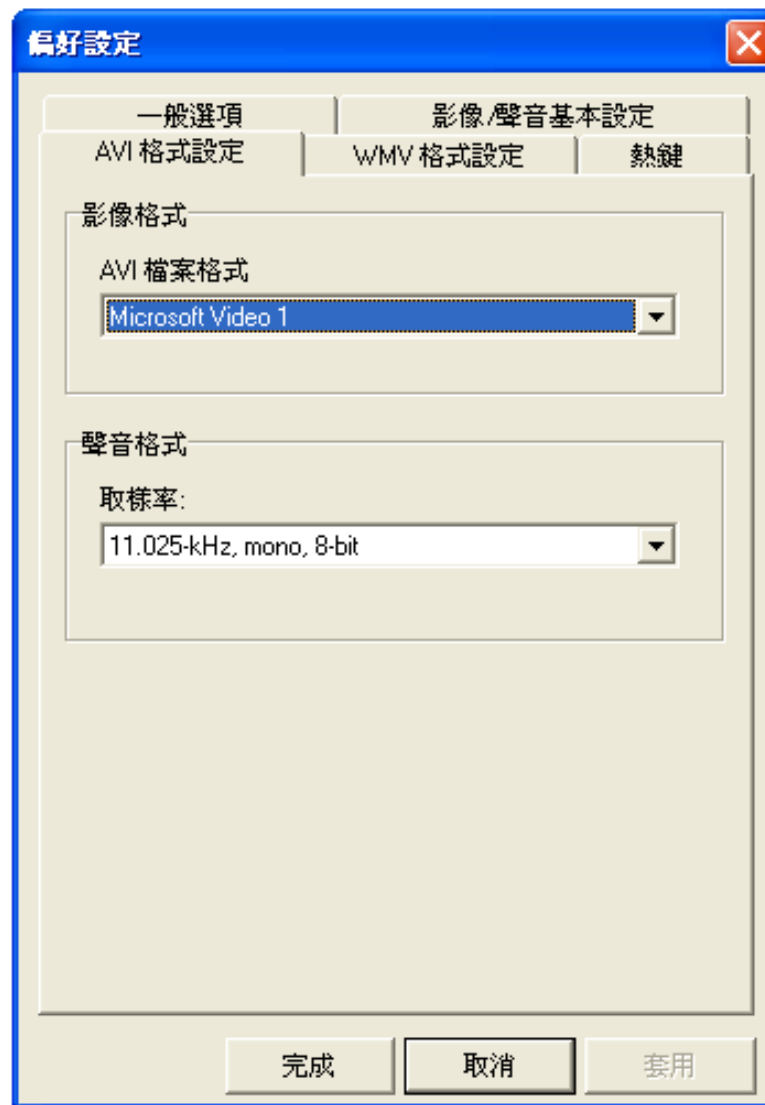 偏好設定
一般選項
影像/聲音基本設定
AVI 格式設定
WMV 格式設定
熱鍵
影像格式
AVI 檔案格式
Microsoft Video 1
聲音格式
取樣率:
11.025-kHz, mono, 8-bit
完成
取消
套用